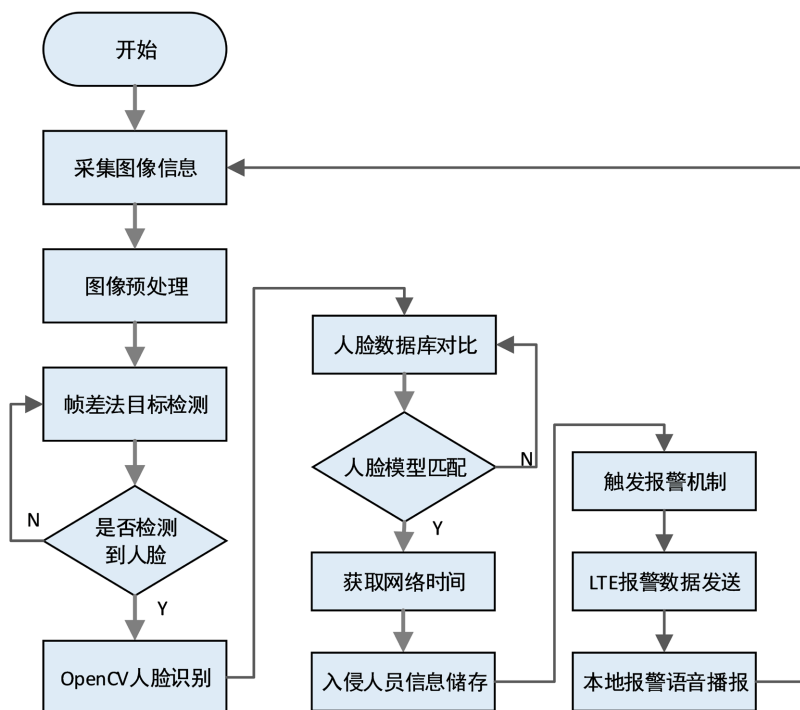 开始
采集图像信息
图像预处理
帧差法目标检测
N
是否检测
到人脸
Y
OpenCV人脸识别
人脸数据库对比
人脸模型匹配
N
Y
获取网络时间
入侵人员信息储存
触发报警机制
LTE报警数据发送
本地报警语音播报